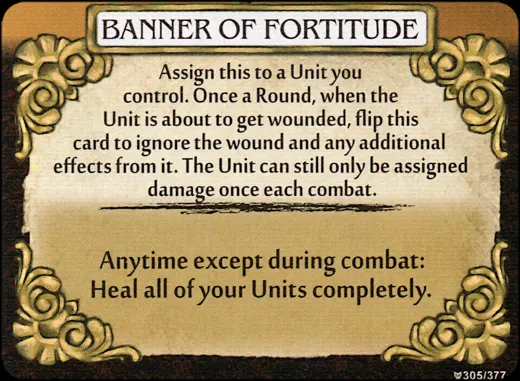 BANNER OF FORTITUDE
Assign this to a Unit you
control. Once a Round, when the
Unit is about to get wounded, flip this
card to ignore the wound and any additional
effects from it. The Unit can still only be assigned
damage once each combat.
Anytime except during combat:
Heal all of your Units completely.
305/377